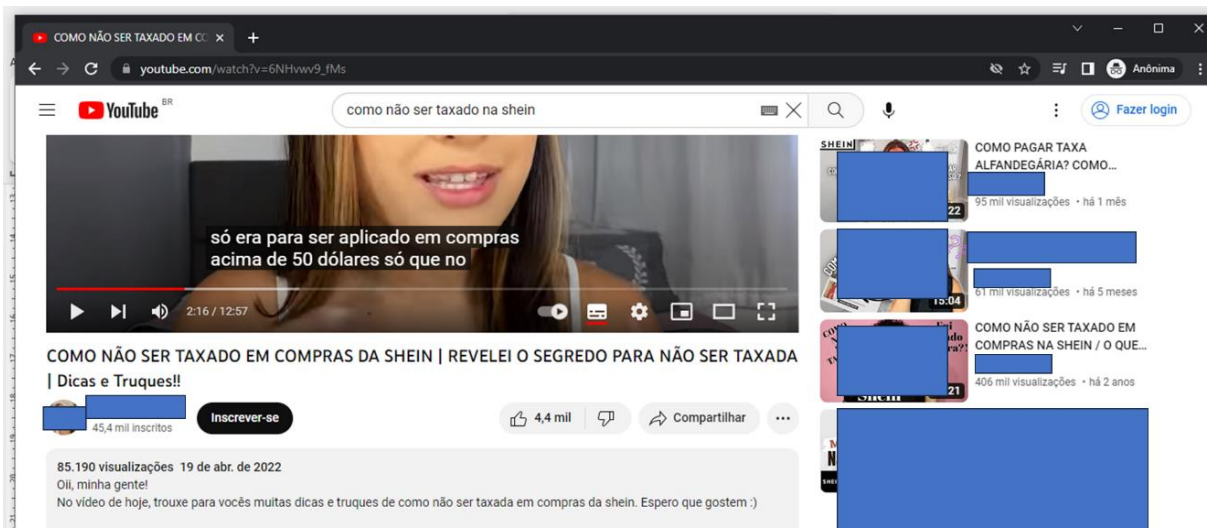 COMO NÃO SER TAXADO EM CO
youtube.com/watch?v=6NHvwv9_fMs
Anônima
YouTube BR
como não ser taxado na shein
Fazer login
só era para ser aplicado em compras
acima de 50 dólares só que no
2:16 / 12:57
COMO NÃO SER TAXADO EM COMPRAS DA SHEIN | REVELEI O SEGREDO PARA NÃO SER TAXADA
| Dicas e Truques!!
45,4 mil inscritos
Inscrever-se
4,4 mil
Compartilhar
85.190 visualizações 19 de abr. de 2022
Oii, minha gente!
No vídeo de hoje, trouxe para vocês muitas dicas e truques de como não ser taxada em compras da shein. Espero que gostem :)
SHEIN
22
COMO PAGAR TAXA
ALFANDEGÁRIA? COMO...
95 mil visualizações • há 1 mês
15:04
61 mil visualizações • há 5 meses
21
COMO NÃO SER TAXADO EM
COMPRAS NA SHEIN / O QUE...
406 mil visualizações • há 2 anos